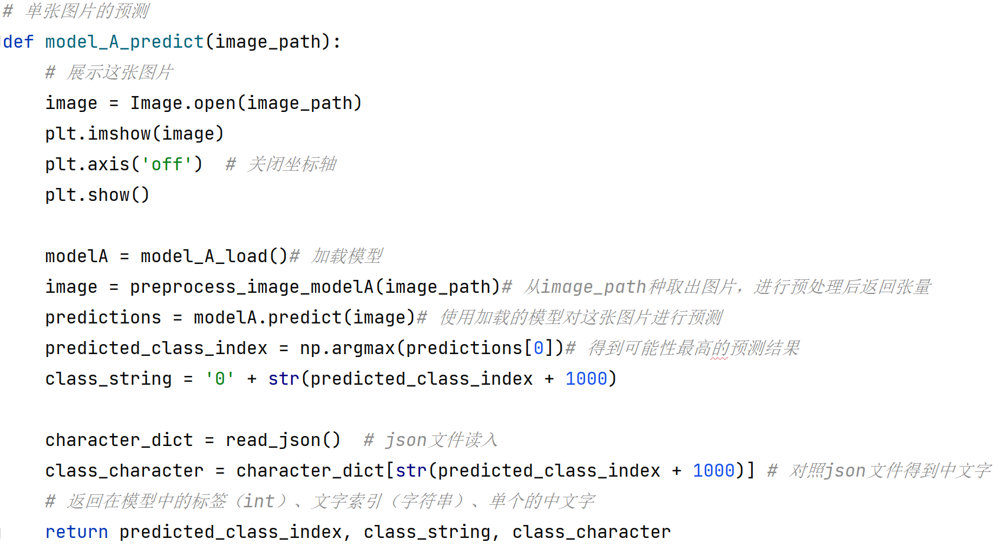 # 单张图片的预测
def model_A_predict(image_path):
    # 展示这张图片
    image = Image.open(image_path)
    plt.imshow(image)
    plt.axis('off')  # 关闭坐标轴
    plt.show()

    modelA = model_A_load()# 加载模型
    image = preprocess_image_modelA(image_path)# 从image_path种取出图片，进行预处理后返回张量
    predictions = modelA.predict(image)# 使用加载的模型对这张图片进行预测
    predicted_class_index = np.argmax(predictions[0])# 得到可能性最高的预测结果
    class_string = '0' + str(predicted_class_index + 1000)

    character_dict = read_json()  # json文件读入
    class_character = character_dict[str(predicted_class_index + 1000)] # 对照json文件得到中文字
    # 返回在模型中的标签（int）、文字索引（字符串）、单个的中文字
    return predicted_class_index, class_string, class_character